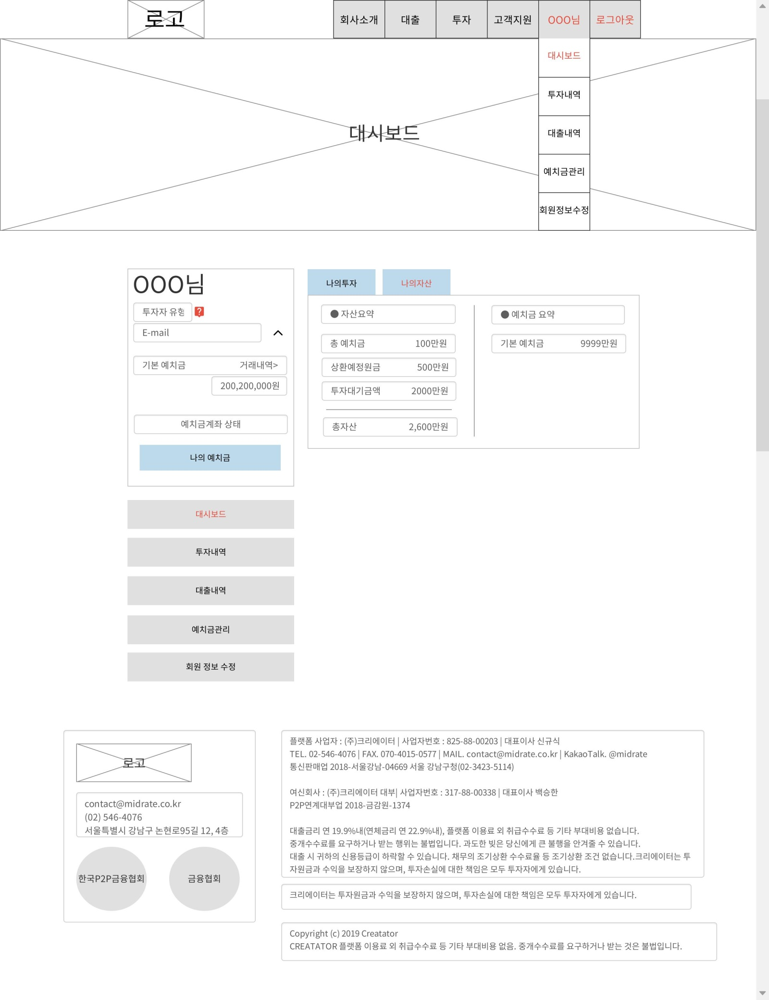 로고
회사소개
대출
투자
고객지원
OOO님
로그아웃
대시보드
투자내역
대출내역
예치금관리
회원정보수정
대시보드
OOO님
투자자 유형
?
E-mail
기본 예치금 거래내역>
200,200,000원
예치금계좌 상태
나의 예치금
나의투자
나의자산
● 자산요약
총 예치금 100만원
상환예정원금 500만원
투자대기금액 2000만원
총자산 2,600만원
● 예치금 요약
기본 예치금 9999만원
대시보드
투자내역
대출내역
예치금관리
회원 정보 수정
로고
contact@midrate.co.kr
(02) 546-4076
서울특별시 강남구 논현로95길 12, 4층
한국P2P금융협회
금융협회
플랫폼 사업자 : (주)크리에이터 | 사업자번호 : 825-88-00203 | 대표이사 신규식
TEL. 02-546-4076 | FAX. 070-4015-0577 | MAIL. contact@midrate.co.kr | KakaoTalk. @midrate
통신판매업 2018-서울강남-04669 서울 강남구청(02-3423-5114)
여신회사 : (주)크리에이터 대부| 사업자번호 : 317-88-00338 | 대표이사 백승한
P2P연계대부업 2018-금감원-1374
대출금리 연 19.9%내(연체금리 연 22.9%내), 플랫폼 이용료 외 취급수수료 등 기타 부대비용 없습니다.
중개수수료를 요구하거나 받는 행위는 불법입니다. 과도한 빚은 당신에게 큰 불행을 안겨줄 수 있습니다.
대출 시 귀하의 신용등급이 하락할 수 있습니다. 채무의 조기상환 수수료율 등 조기상환 조건 없습니다.크리에이터는 투
자원금과 수익을 보장하지 않으며, 투자손실에 대한 책임은 모두 투자자에게 있습니다.
크리에이터는 투자원금과 수익을 보장하지 않으며, 투자손실에 대한 책임은 모두 투자자에게 있습니다.
Copyright (c) 2019 Creatator
CREATATOR 플랫폼 이용료 외 취급수수료 등 기타 부대비용 없음. 중개수수료를 요구하거나 받는 것은 불법입니다.